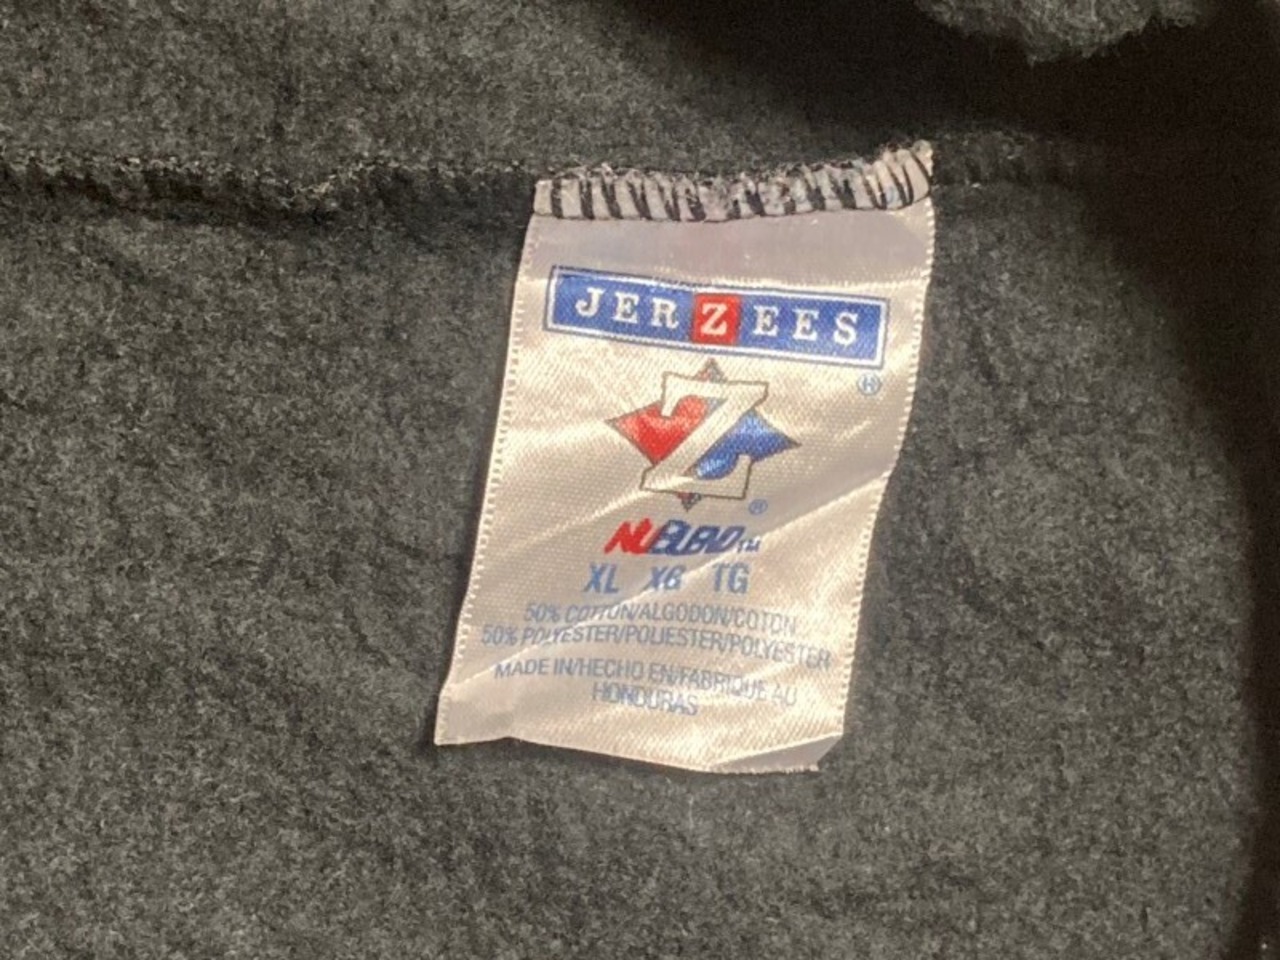 JERZEES
®
Z
®
NUBLEND™
XL XG TG
50% COTTON/ALGODON/COTON
50% POLYESTER/POLIESTER/POLYESTER
MADE IN/HECHO EN/FABRIQUE AU
HONDURAS